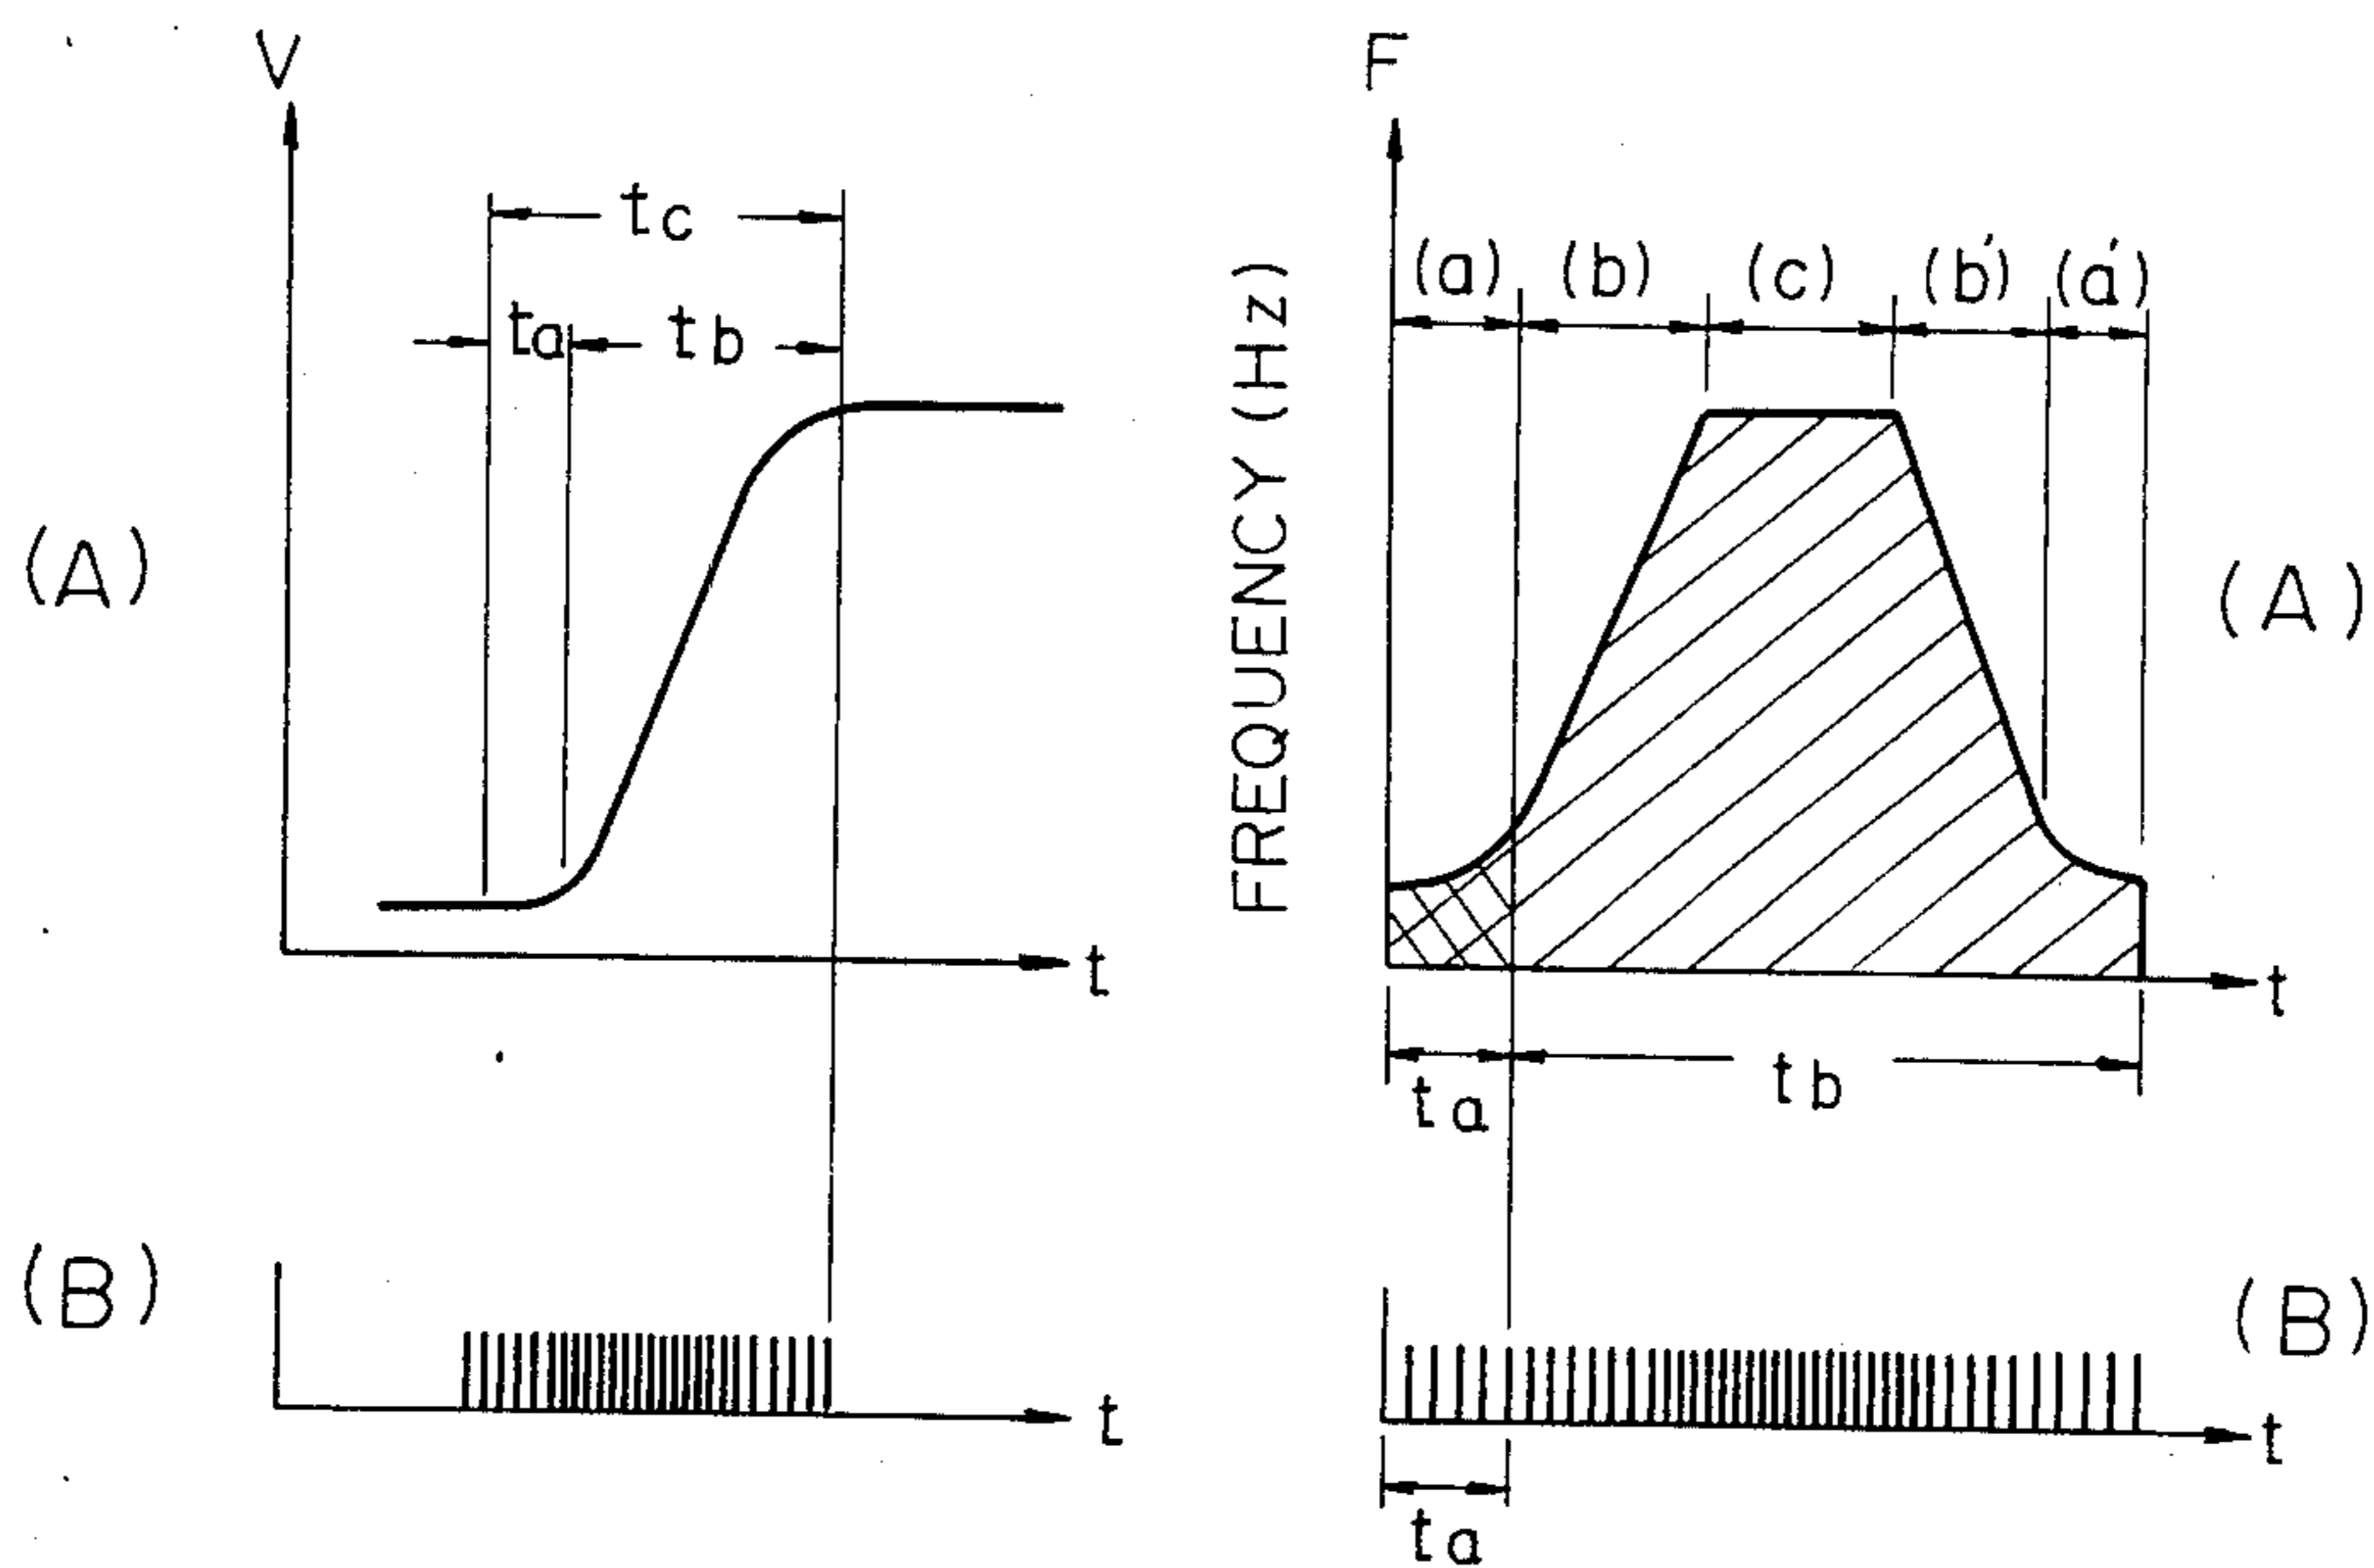 V
tc
ta
tb
(A)
t
(B)
t
F
FREQUENCY (Hz)
(a) (b) (c) (b') (a')
(A)
t
ta
tb
(B)
t
ta